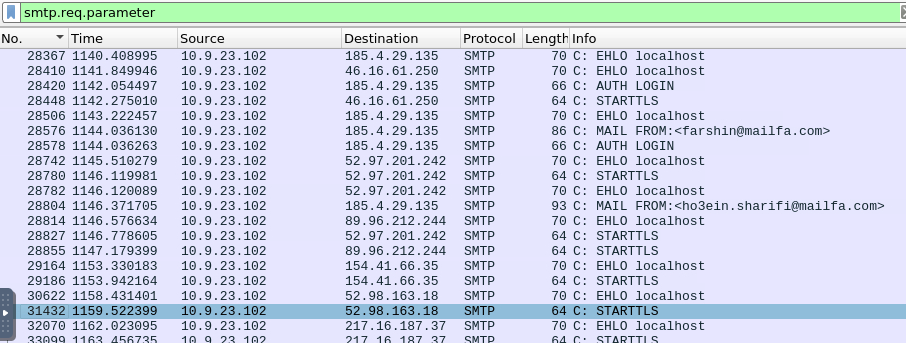 smtp.req.parameter
No. Time Source Destination Protocol Length Info
28367 1140.408995 10.9.23.102 185.4.29.135 SMTP 70 C: EHLO localhost
28410 1141.849946 10.9.23.102 46.16.61.250 SMTP 70 C: EHLO localhost
28420 1142.054497 10.9.23.102 185.4.29.135 SMTP 66 C: AUTH LOGIN
28448 1142.275010 10.9.23.102 46.16.61.250 SMTP 64 C: STARTTLS
28506 1143.222457 10.9.23.102 185.4.29.135 SMTP 70 C: EHLO localhost
28576 1144.036130 10.9.23.102 185.4.29.135 SMTP 86 C: MAIL FROM:<farshin@mailfa.com>
28578 1144.036263 10.9.23.102 185.4.29.135 SMTP 66 C: AUTH LOGIN
28742 1145.510279 10.9.23.102 52.97.201.242 SMTP 70 C: EHLO localhost
28780 1146.119981 10.9.23.102 52.97.201.242 SMTP 64 C: STARTTLS
28782 1146.120089 10.9.23.102 52.97.201.242 SMTP 70 C: EHLO localhost
28804 1146.371705 10.9.23.102 185.4.29.135 SMTP 93 C: MAIL FROM:<ho3ein.sharifi@mailfa.com>
28814 1146.576634 10.9.23.102 89.96.212.244 SMTP 70 C: EHLO localhost
28827 1146.778605 10.9.23.102 52.97.201.242 SMTP 64 C: STARTTLS
28855 1147.179399 10.9.23.102 89.96.212.244 SMTP 64 C: STARTTLS
29164 1153.330183 10.9.23.102 154.41.66.35 SMTP 70 C: EHLO localhost
29186 1153.942164 10.9.23.102 154.41.66.35 SMTP 64 C: STARTTLS
30622 1158.431401 10.9.23.102 52.98.163.18 SMTP 70 C: EHLO localhost
31432 1159.522399 10.9.23.102 52.98.163.18 SMTP 64 C: STARTTLS
32070 1162.023095 10.9.23.102 217.16.187.37 SMTP 70 C: EHLO localhost
33099 1163.456735 10.9.23.102 217.16.187.37 SMTP 64 C: STARTTLS